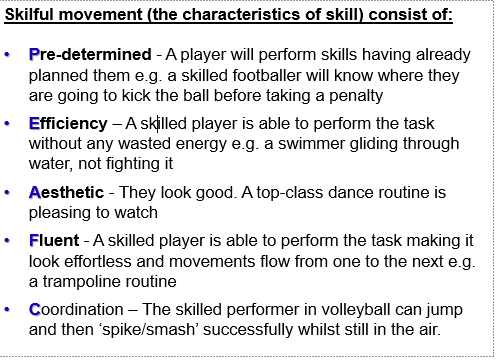 Skilful movement (the characteristics of skill) consist of:
• Pre-determined - A player will perform skills having already
planned them e.g. a skilled footballer will know where they
are going to kick the ball before taking a penalty
• Efficiency – A skilled player is able to perform the task
without any wasted energy e.g. a swimmer gliding through
water, not fighting it
• Aesthetic - They look good. A top-class dance routine is
pleasing to watch
• Fluent - A skilled player is able to perform the task making it
look effortless and movements flow from one to the next e.g.
a trampoline routine
• Coordination – The skilled performer in volleyball can jump
and then ‘spike/smash’ successfully whilst still in the air.